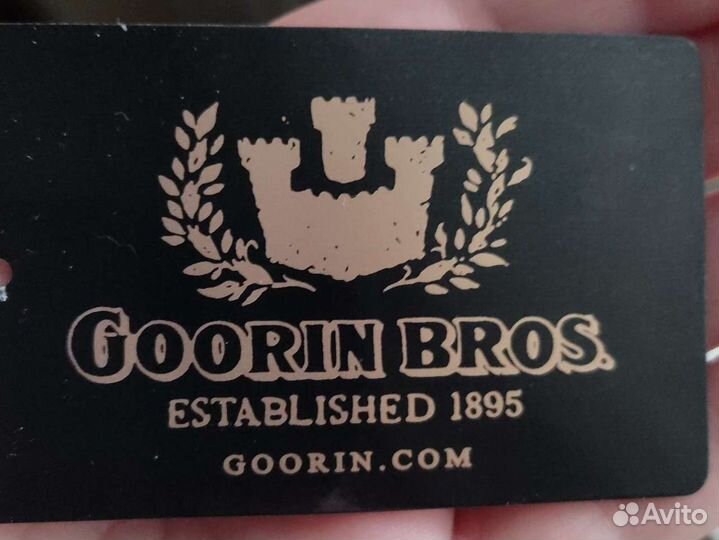 GOORIN BROS.
ESTABLISHED 1895
GOORIN.COM
Avito